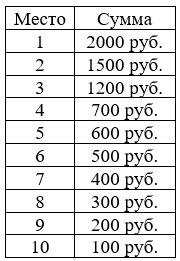 Место Сумма
1 2000 руб.
2 1500 руб.
3 1200 руб.
4 700 руб.
5 600 руб.
6 500 руб.
7 400 руб.
8 300 руб.
9 200 руб.
10 100 руб.